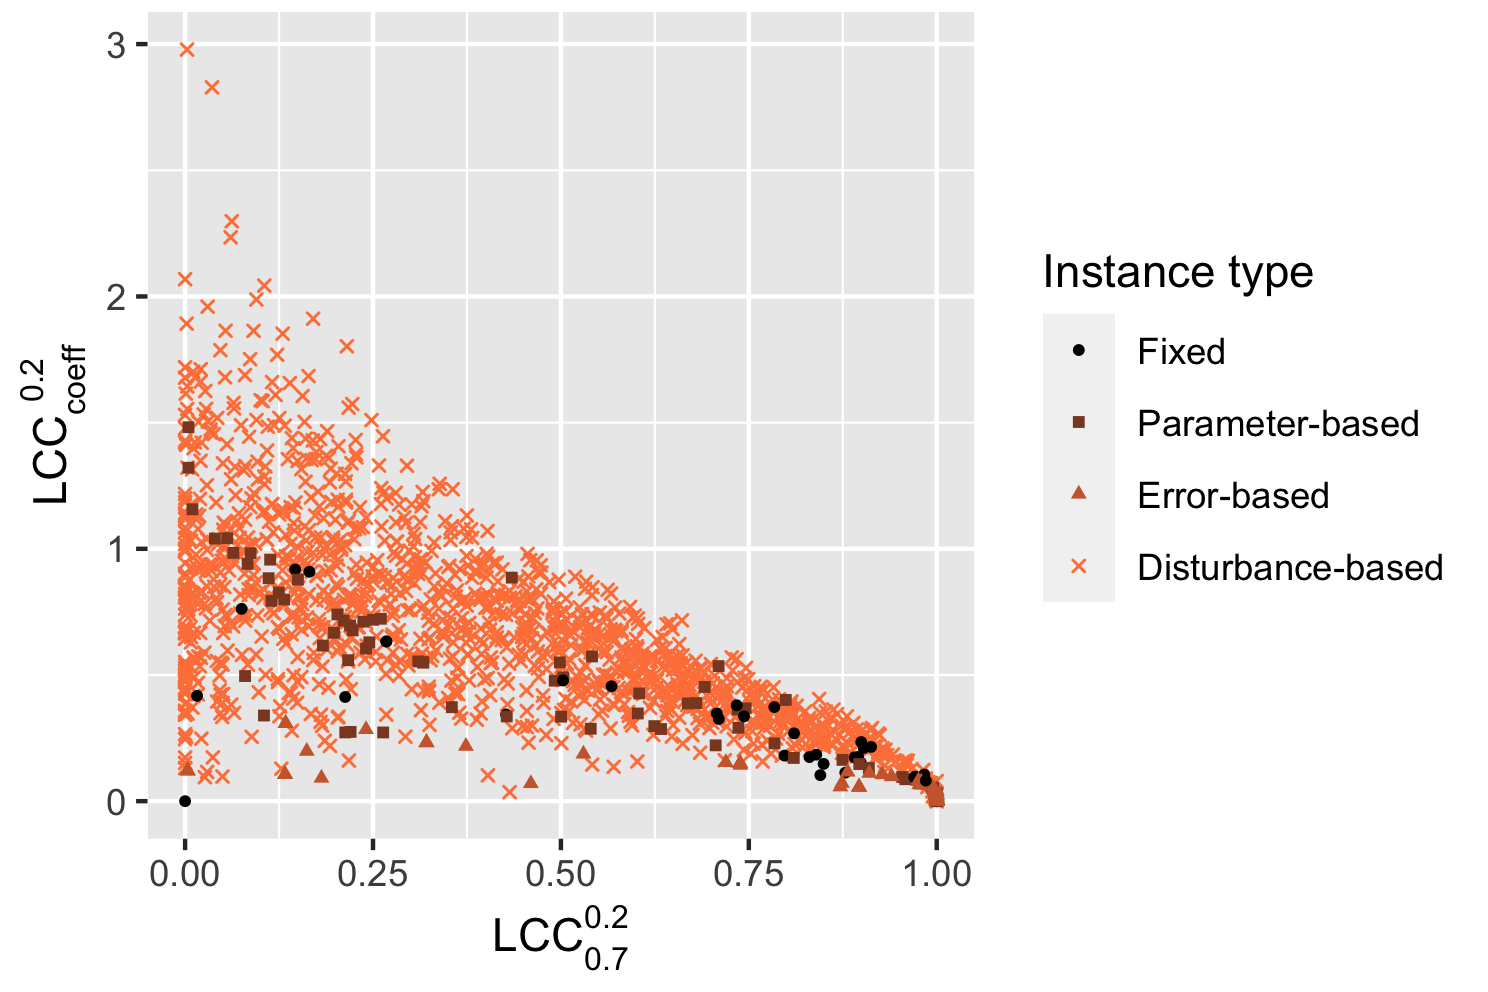 3
2
1
0
LCC^{0.2}_{coeff}
0.00 0.25 0.50 0.75 1.00
LCC^{0.2}_{0.7}
Instance type
Fixed
Parameter-based
Error-based
Disturbance-based